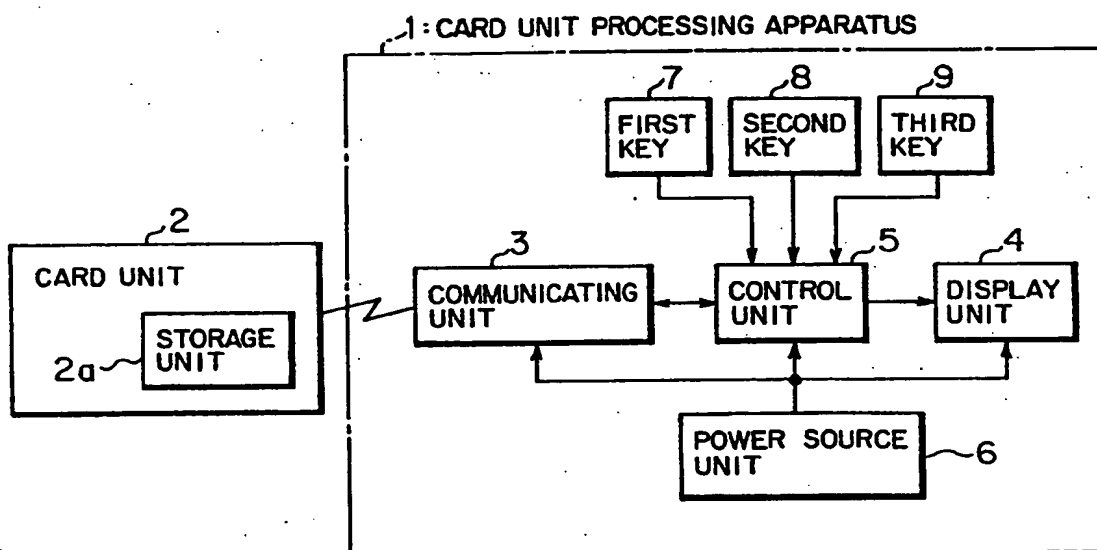 1: CARD UNIT PROCESSING APPARATUS
7
8
9
FIRST
KEY
SECOND
KEY
THIRD
KEY
2
3
5
4
CARD UNIT
STORAGE
UNIT
2a
COMMUNICATING
UNIT
CONTROL
UNIT
DISPLAY
UNIT
POWER SOURCE
UNIT
6